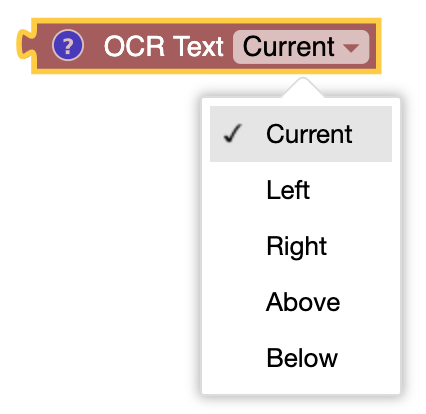 ? OCR Text Current
✓ Current
Left
Right
Above
Below